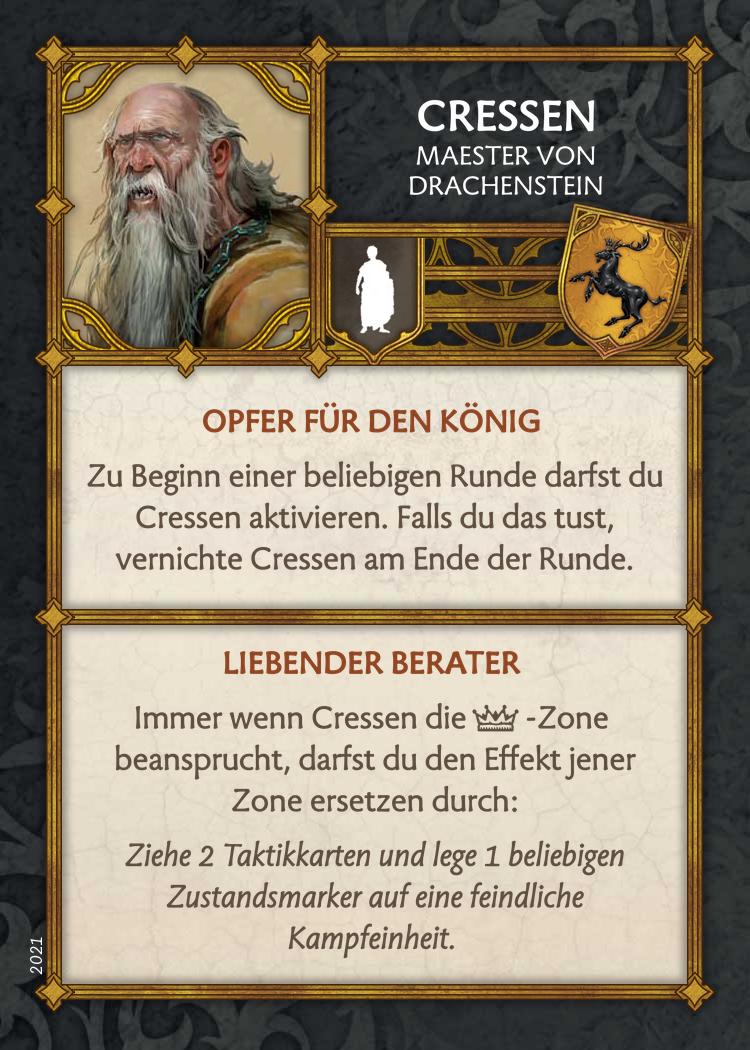 CRESSEN
MAESTER VON
DRACHENSTEIN
OPFER FÜR DEN KÖNIG
Zu Beginn einer beliebigen Runde darfst du
Cressen aktivieren. Falls du das tust,
vernichte Cressen am Ende der Runde.
LIEBENDER BERATER
Immer wenn Cressen die -Zone
beansprucht, darfst du den Effekt jener
Zone ersetzen durch:
Ziehe 2 Taktikkarten und lege 1 beliebigen
Zustandsmarker auf eine feindliche
Kampfeinheit.
2021